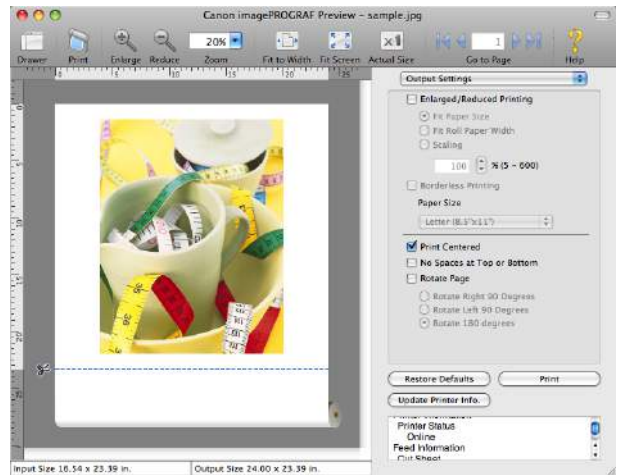 Canon imagePROGRAF Preview – sample.jpg
20% 1
Drawer Print Enlarge Reduce Zoom Fit to Width Fit Screen Actual Size Go to Page Help
Output Settings
Enlarged/Reduced Printing
Fit Paper Size
Fit Roll Paper Width
Scaling
100 % (5 - 600)
Borderless Printing
Paper Size
Letter (8.5"x11")
Print Centered
No Spaces at Top or Bottom
Rotate Page
Rotate Right 90 Degrees
Rotate Left 90 Degrees
Rotate 180 degrees
Restore Defaults Print
Update Printer Info.
Printer Status
Online
Feed Information
Cut Sheet
Input Size 16.54 x 23.39 in. Output Size 24.00 x 23.39 in.